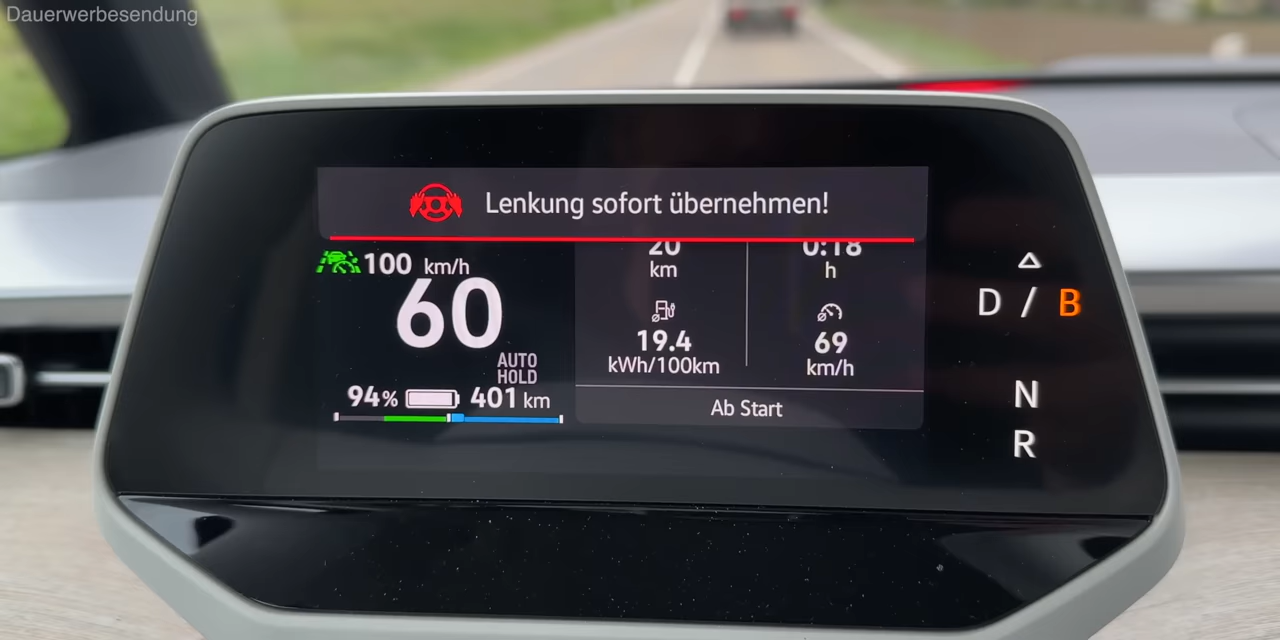 Dauerwerbesendung
Lenkung sofort übernehmen!
100 km/h
60
AUTO
HOLD
94% 401 km
20
km
19.4
kWh/100km
0:18
h
69
km/h
Ab Start
D / B
N
R